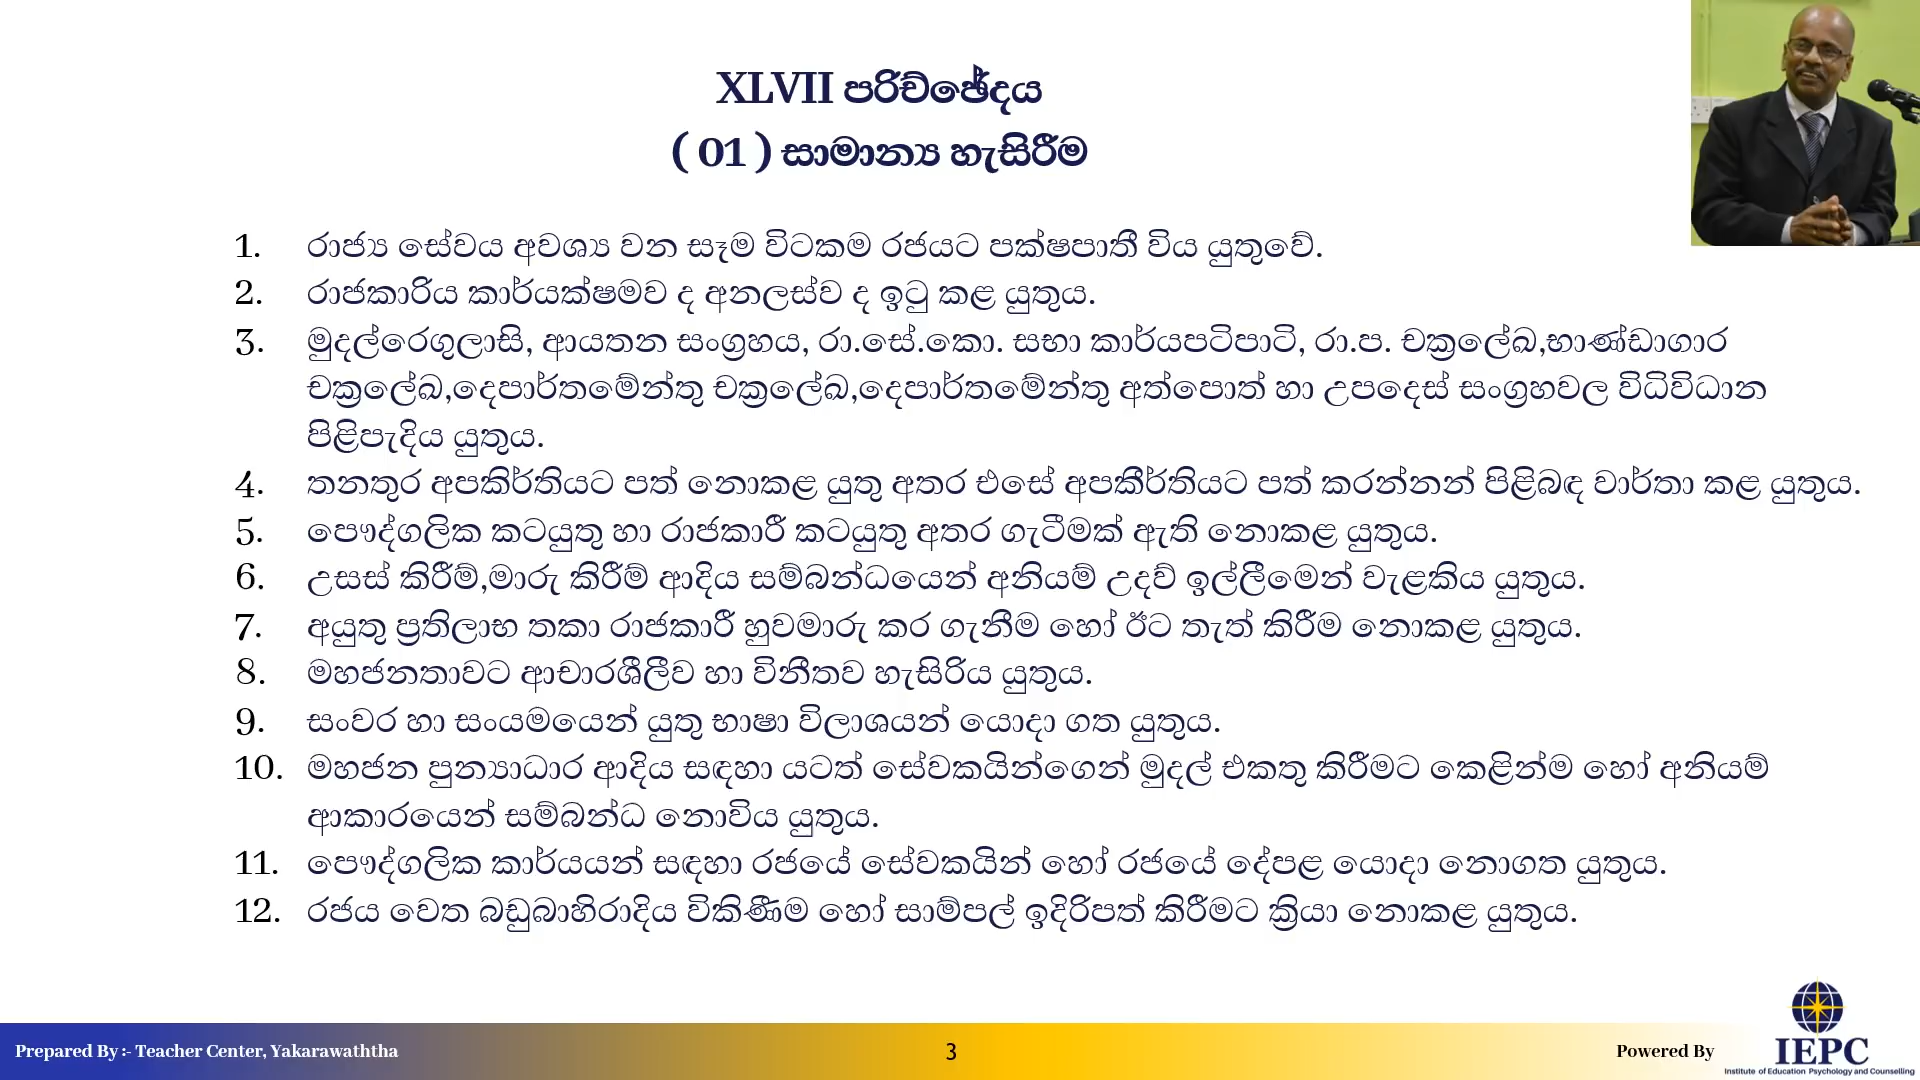 XLVII පරිච්ඡේදය
( 01 ) සාමාන්‍ය හැසිරීම
1. රාජ්‍ය සේවය අවශ්‍ය වන සෑම විටකම රජයට පක්ෂපාතී විය යුතුවේ.
2. රාජකාරිය කාර්යක්ෂමව ද අනලස්ව ද ඉටු කළ යුතුය.
3. මුදල්රෙගුලාසි, ආයතන සංග්‍රහය, රා.සේ.කො. සභා කාර්යපටිපාටි, රා.ප. චක්‍රලේඛ,භාණ්ඩාගාර
චක්‍රලේඛ,දෙපාර්තමේන්තු චක්‍රලේඛ,දෙපාර්තමේන්තු අත්පොත් හා උපදෙස් සංග්‍රහවල විධිවිධාන
පිළිපැදිය යුතුය.
4. තනතුර අපකිර්තියට පත් නොකළ යුතු අතර එසේ අපකීර්තියට පත් කරන්නන් පිළිබඳ වාර්තා කළ යුතුය.
5. පෞද්ගලික කටයුතු හා රාජකාරී කටයුතු අතර ගැටීමක් ඇති නොකළ යුතුය.
6. උසස් කිරීම්,මාරු කිරීම් ආදිය සම්බන්ධයෙන් අනියම් උදව් ඉල්ලීමෙන් වැළකිය යුතුය.
7. අයුතු ප්‍රතිලාභ තකා රාජකාරී හුවමාරු කර ගැනීම හෝ ඊට තැත් කිරීම නොකළ යුතුය.
8. මහජනතාවට ආචාරශීලීව හා විනීතව හැසිරිය යුතුය.
9. සංවර හා සංයමයෙන් යුතු භාෂා විලාශයන් යොදා ගත යුතුය.
10. මහජන පුන්‍යාධාර ආදිය සඳහා යටත් සේවකයින්ගෙන් මුදල් එකතු කිරීමට කෙළින්ම හෝ අනියම්
ආකාරයෙන් සම්බන්ධ නොවිය යුතුය.
11. පෞද්ගලික කාර්යයන් සඳහා රජයේ සේවකයින් හෝ රජයේ දේපළ යොදා නොගත යුතුය.
12. රජය වෙත බඩුබාහිරාදිය විකිණීම හෝ සාම්පල් ඉදිරිපත් කිරීමට ක්‍රියා නොකළ යුතුය.
Prepared By :- Teacher Center, Yakarawaththa
3
Powered By
IEPC
Institute of Education Psychology and Counselling